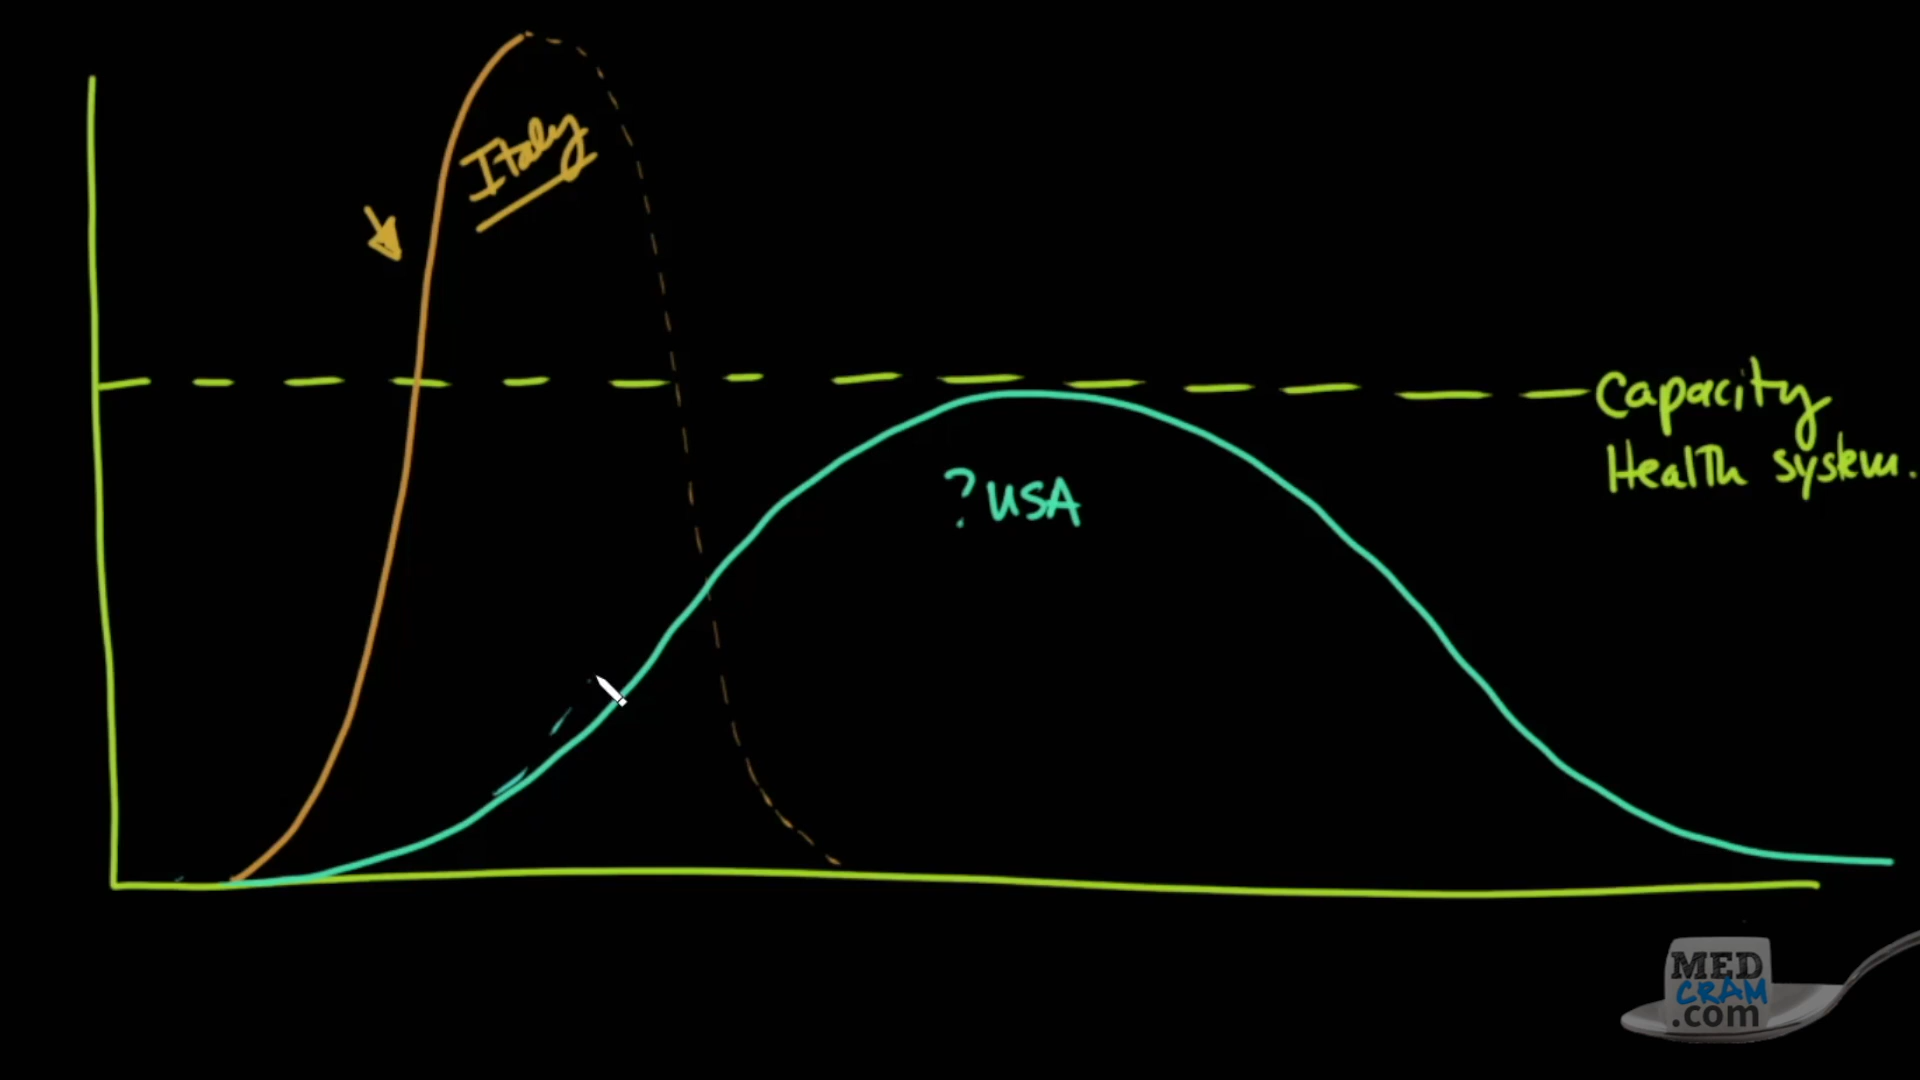 Italy
Capacity
Health system.
? USA
MED
CRAM
.com